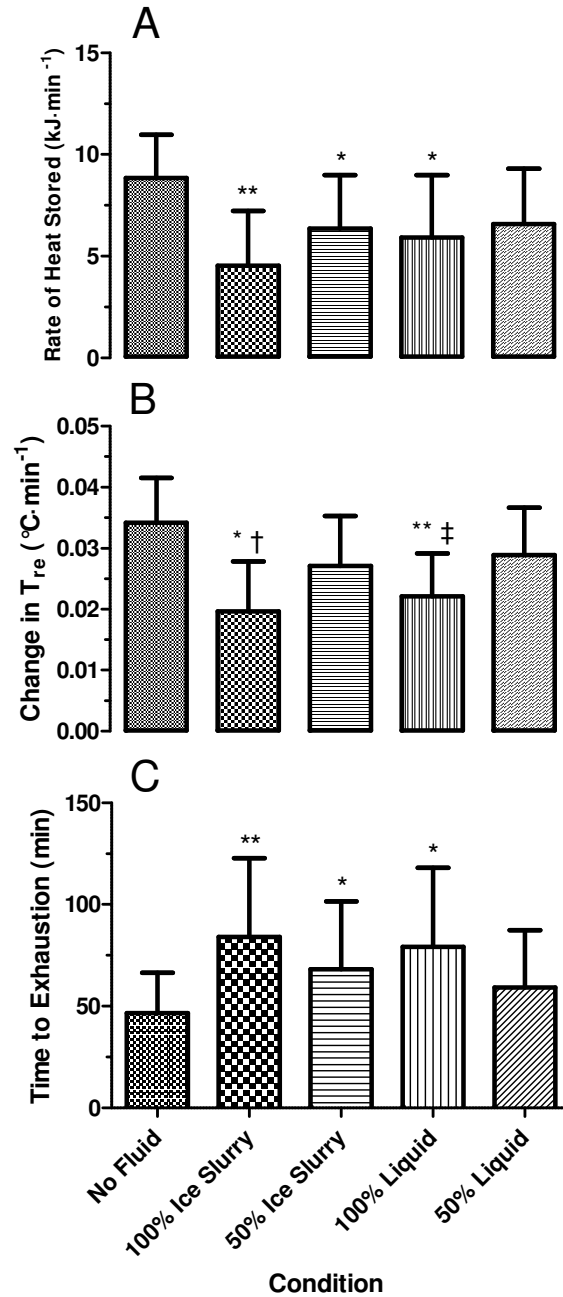 A
Rate of Heat Stored (kJ·min⁻¹)
15
10
5
0
**
*
*
B
Change in Tre (°C·min⁻¹)
0.05
0.04
0.03
0.02
0.01
0.00
* †
** ‡
C
Time to Exhaustion (min)
150
100
50
0
**
*
*
No Fluid
100% Ice Slurry
50% Ice Slurry
100% Liquid
50% Liquid
Condition